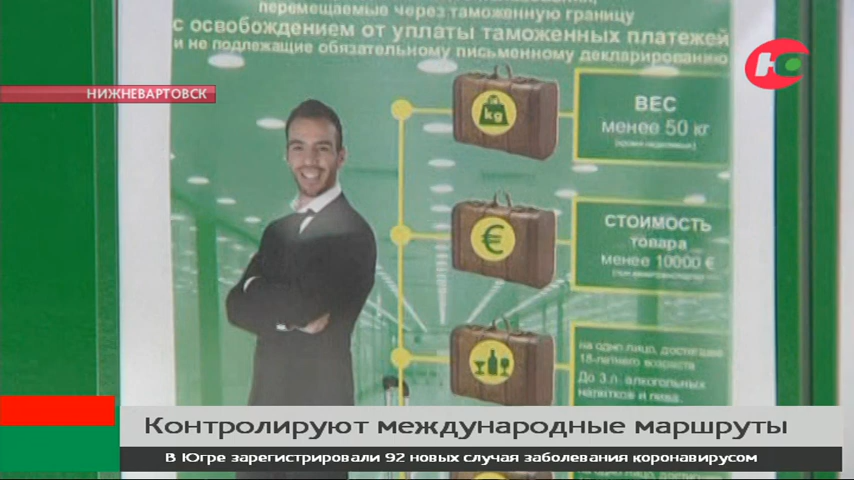 перемещаемые через таможенную границу
с освобождением от уплаты таможенных платежей
и не подлежащие обязательному письменному декларированию
НИЖНЕВАРТОВСК
Ю
kg
ВЕС
менее 50 кг
€
СТОИМОСТЬ
товара
менее 10000 €
на одно лицо, достигшее
18-летнего возраста
До 3 л. алкогольных
напитков и пива.
Контролируют международные маршруты
В Югре зарегистрировали 92 новых случая заболевания коронавирусом